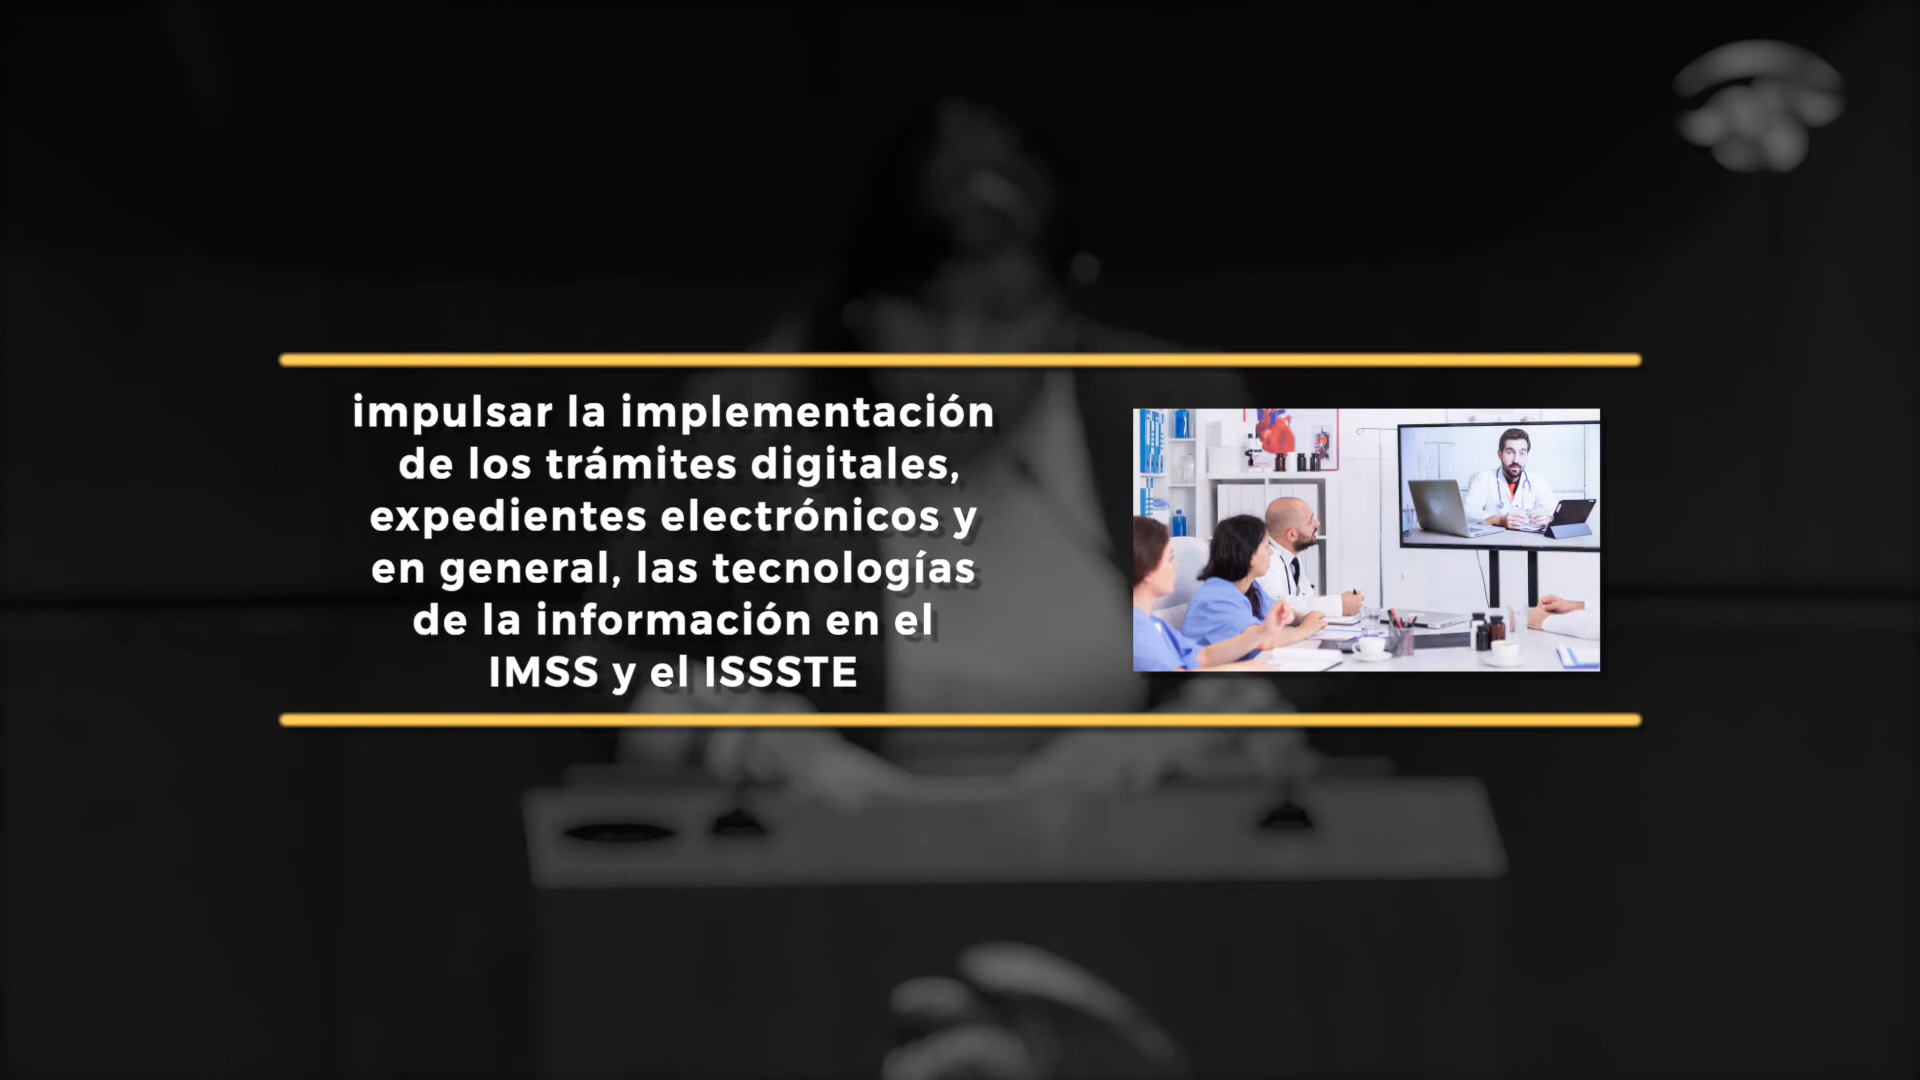 impulsar la implementación
de los trámites digitales,
expedientes electrónicos y
en general, las tecnologías
de la información en el
IMSS y el ISSSTE